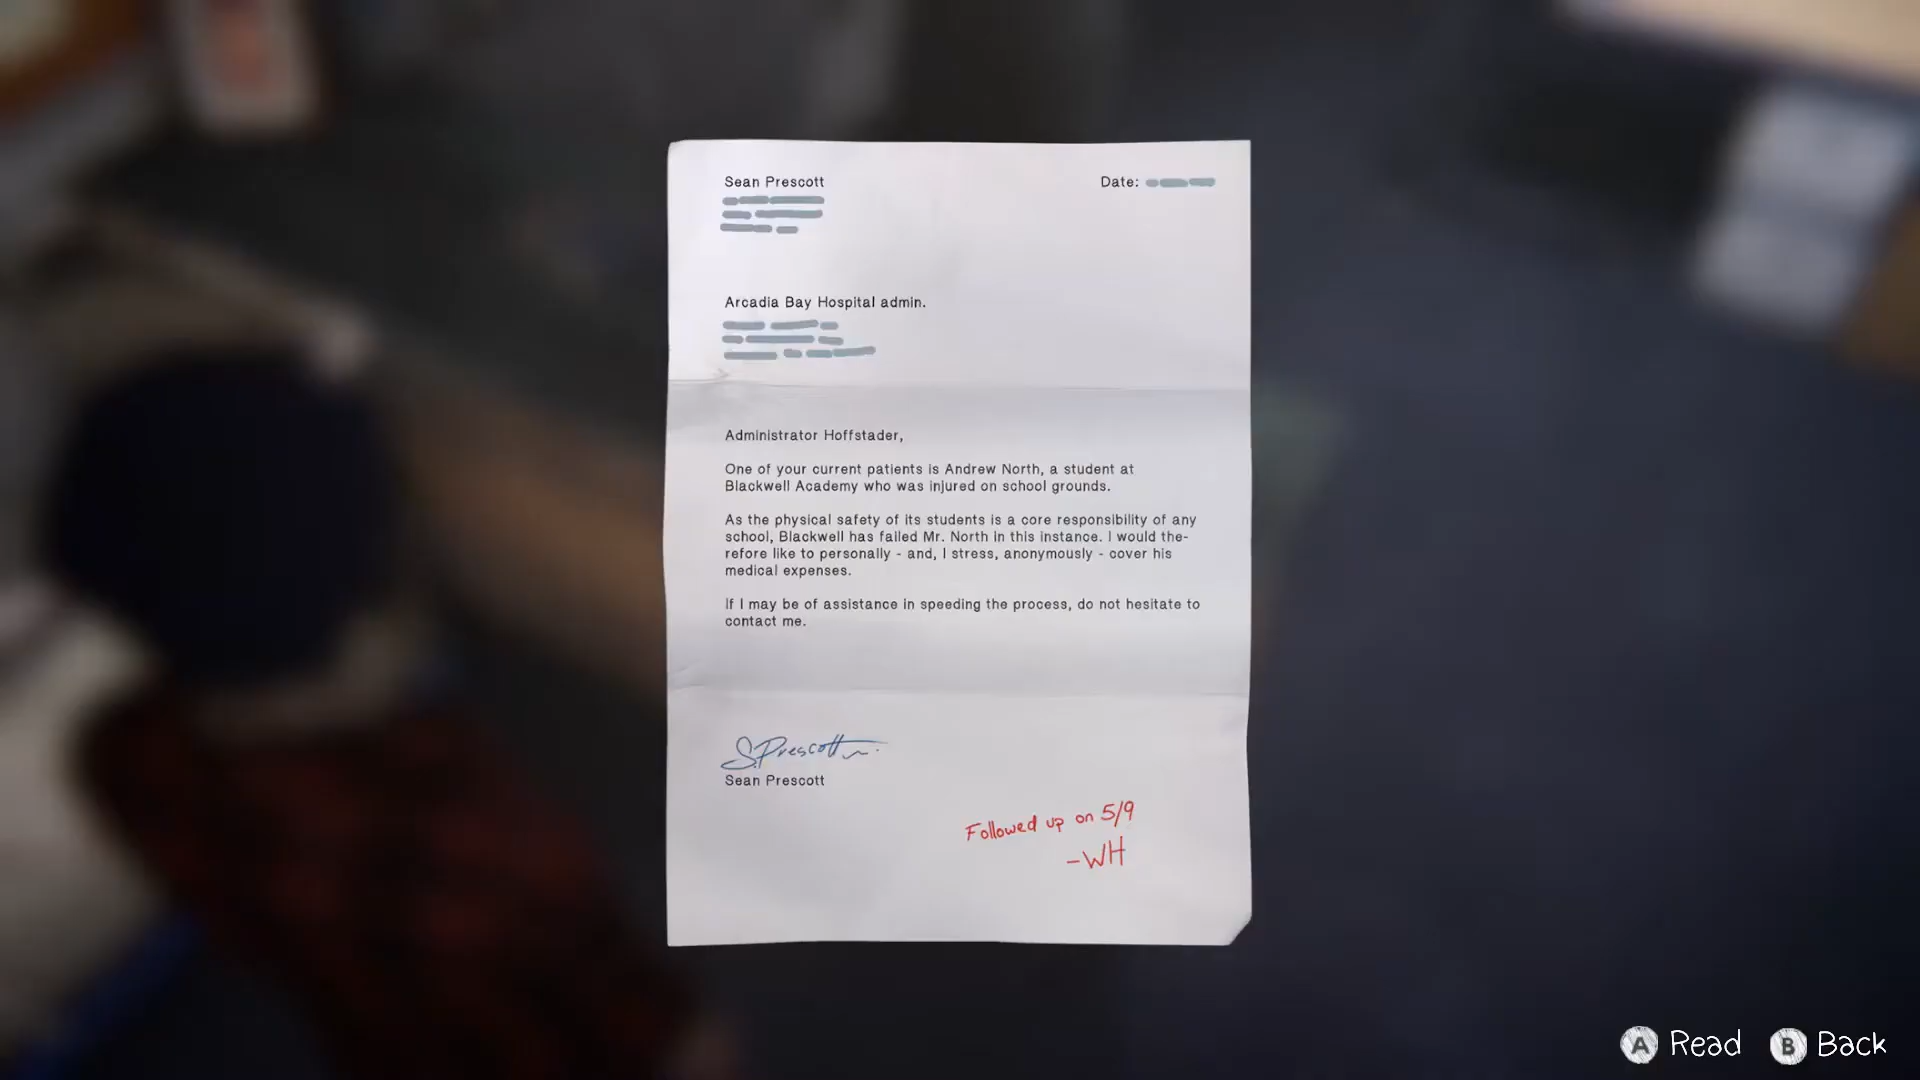 Sean Prescott
Date:
Arcadia Bay Hospital admin.
Administrator Hoffstader,
One of your current patients is Andrew North, a student at
Blackwell Academy who was injured on school grounds.
As the physical safety of its students is a core responsibility of any
school, Blackwell has failed Mr. North in this instance. I would the-
refore like to personally - and, I stress, anonymously - cover his
medical expenses.
If I may be of assistance in speeding the process, do not hesitate to
contact me.
S.Prescott
Sean Prescott
Followed up on 5/9
-WH
A Read B Back